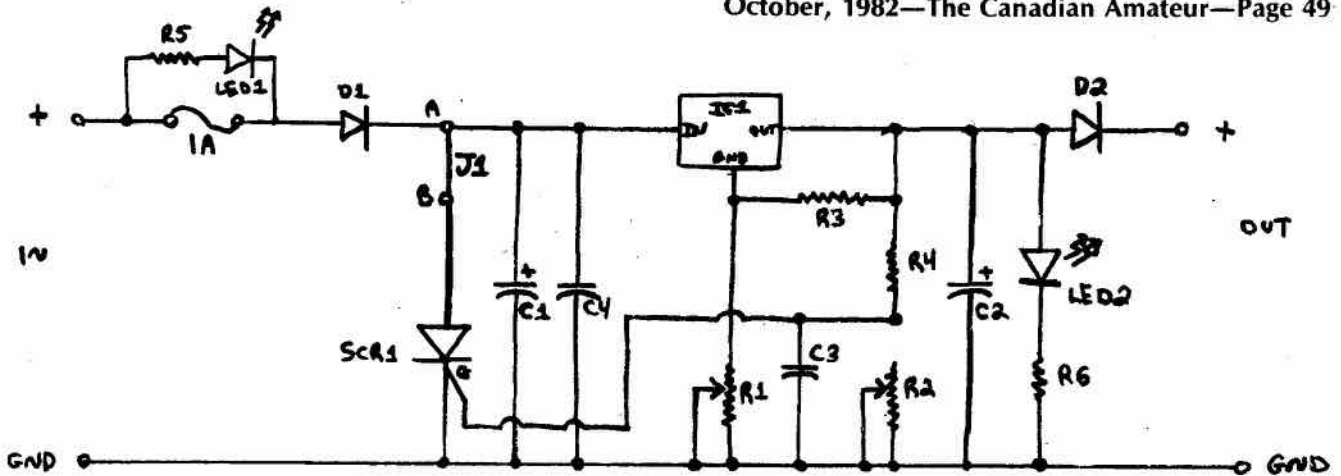 October, 1982—The Canadian Amateur—Page 49
R5
LED1
+
1A
D1
A
J1
B
IN
IC1
OUT
GND
R3
D2
+
IN
OUT
R4
+
C1
C4
+
C2
LED2
SCR1
G
C3
R1
R2
R6
GND
GND